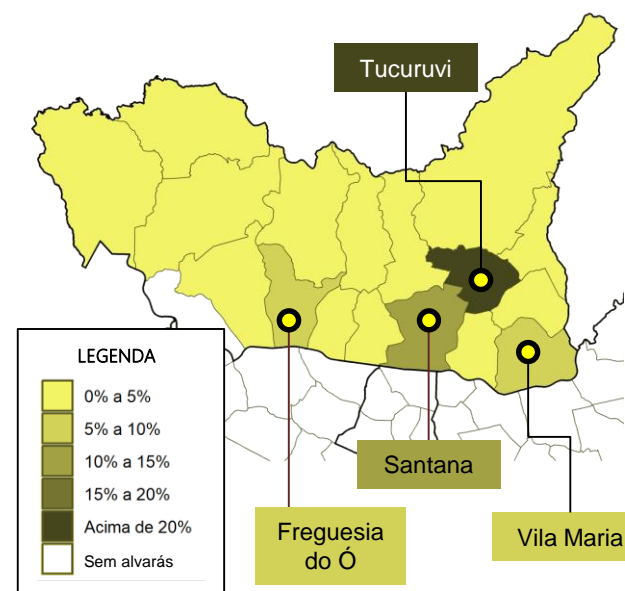 Tucuruvi
LEGENDA
0% a 5%
5% a 10%
10% a 15%
15% a 20%
Acima de 20%
Sem alvarás
Santana
Freguesia
do Ó
Vila Maria